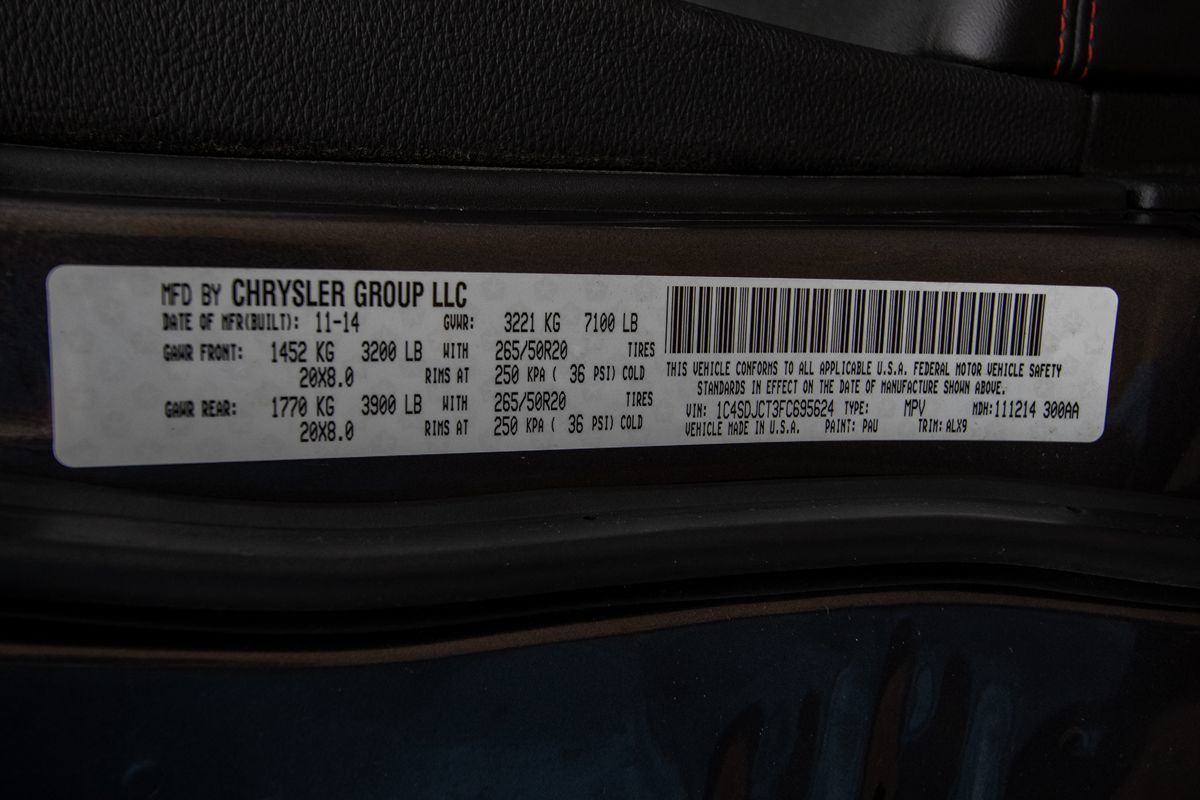 MFD BY CHRYSLER GROUP LLC
DATE OF MFR(BUILT): 11-14 GVWR: 3221 KG 7100 LB
GAWR FRONT: 1452 KG 3200 LB WITH 265/50R20 TIRES
20X8.0 RIMS AT 250 KPA ( 36 PSI) COLD
GAWR REAR: 1770 KG 3900 LB WITH 265/50R20 TIRES
20X8.0 RIMS AT 250 KPA ( 36 PSI) COLD
THIS VEHICLE CONFORMS TO ALL APPLICABLE U.S.A. FEDERAL MOTOR VEHICLE SAFETY
STANDARDS IN EFFECT ON THE DATE OF MANUFACTURE SHOWN ABOVE.
VIN: 1C4SDJCT3FC695624 TYPE: MPV MDH: 111214 300AA
VEHICLE MADE IN U.S.A. PAINT: PAU TRIM: ALX9